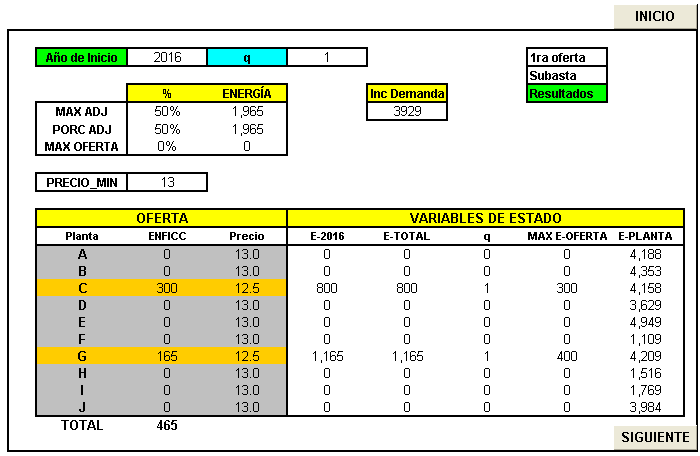 INICIO
Año de Inicio 2016 q 1 1ra oferta
Subasta
% ENERGÍA Inc Demanda Resultados
MAX ADJ 50% 1,965 3929
PORC ADJ 50% 1,965
MAX OFERTA 0% 0
PRECIO_MIN 13
OFERTA VARIABLES DE ESTADO
Planta ENFICC Precio E-2016 E-TOTAL q MAX E-OFERTA E-PLANTA
A 0 13.0 0 0 0 0 4,188
B 0 13.0 0 0 0 0 4,353
C 300 12.5 800 800 1 300 4,158
D 0 13.0 0 0 0 0 3,629
E 0 13.0 0 0 0 0 4,949
F 0 13.0 0 0 0 0 1,109
G 165 12.5 1,165 1,165 1 400 4,209
H 0 13.0 0 0 0 0 1,516
I 0 13.0 0 0 0 0 1,769
J 0 13.0 0 0 0 0 3,984
TOTAL 465
SIGUIENTE